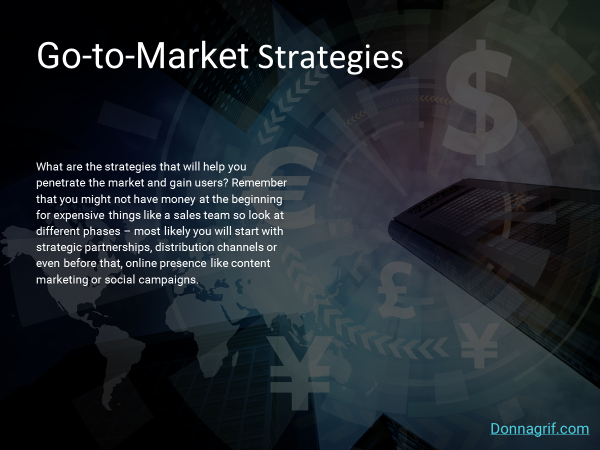 Go-to-Market Strategies
What are the strategies that will help you
penetrate the market and gain users? Remember
that you might not have money at the beginning
for expensive things like a sales team so look at
different phases – most likely you will start with
strategic partnerships, distribution channels or
even before that, online presence like content
marketing or social campaigns.
$
€
£
¥
¥
Donnagrif.com